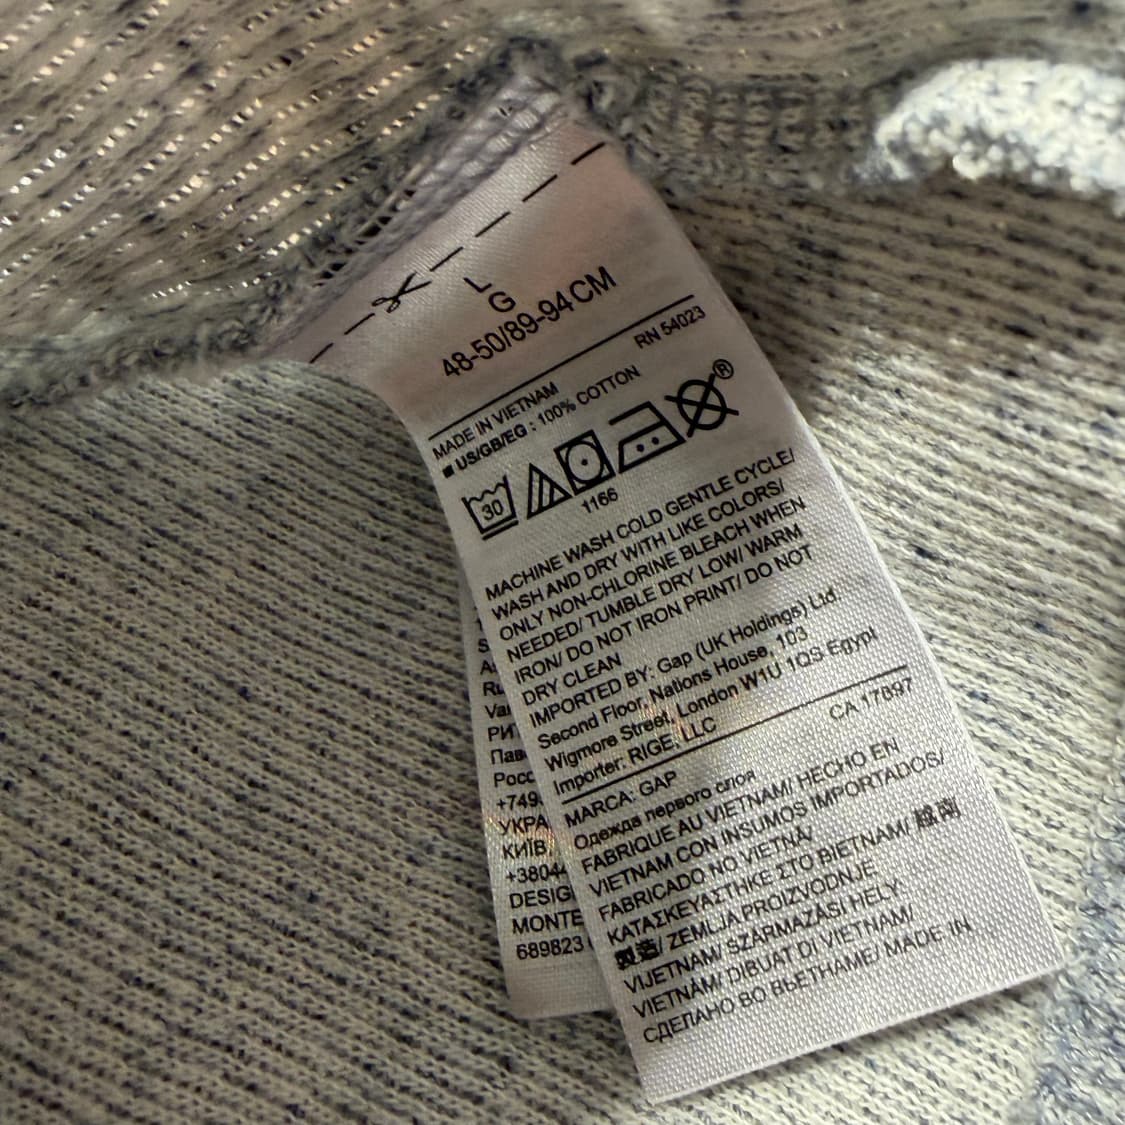 L
G
48-50/89-94 CM
RN 54023
MADE IN VIETNAM
■ US/GB/EG : 100% COTTON
30
®
1166
MACHINE WASH COLD GENTLE CYCLE/
WASH AND DRY WITH LIKE COLORS/
ONLY NON-CHLORINE BLEACH WHEN
NEEDED/ TUMBLE DRY LOW/ WARM
IRON/ DO NOT IRON PRINT/ DO NOT
DRY CLEAN
IMPORTED BY: Gap (UK Holdings) Ltd.
Second Floor, Nations House, 103
Wigmore Street, London W1U 1QS Egypt
Importer: RIGE, LLC
CA 17897
MARCA: GAP
Одежда первого слоя
FABRIQUE AU VIETNAM/ HECHO EN
VIETNAM CON INSUMOS IMPORTADOS/
FABRICADO NO VIETNÃ/
ΚΑΤΑΣΚΕΥΑΣΤΗΚΕ ΣΤΟ ΒΙΕΤΝΑΜ/ 越南
製造/ ZEMLJA PROIZVODNJE
VIJETNAM/ SZÁRMAZÁSI HELY
VIETNÁM/ DIBUAT DI VIETNAM/
СДЕЛАНО ВО ВЬЕТНАМЕ/ MADE IN
РИТ
Пав
Росс
+749
УКРА
КИЇВ,
+38044
DESIG
MONTE
689823